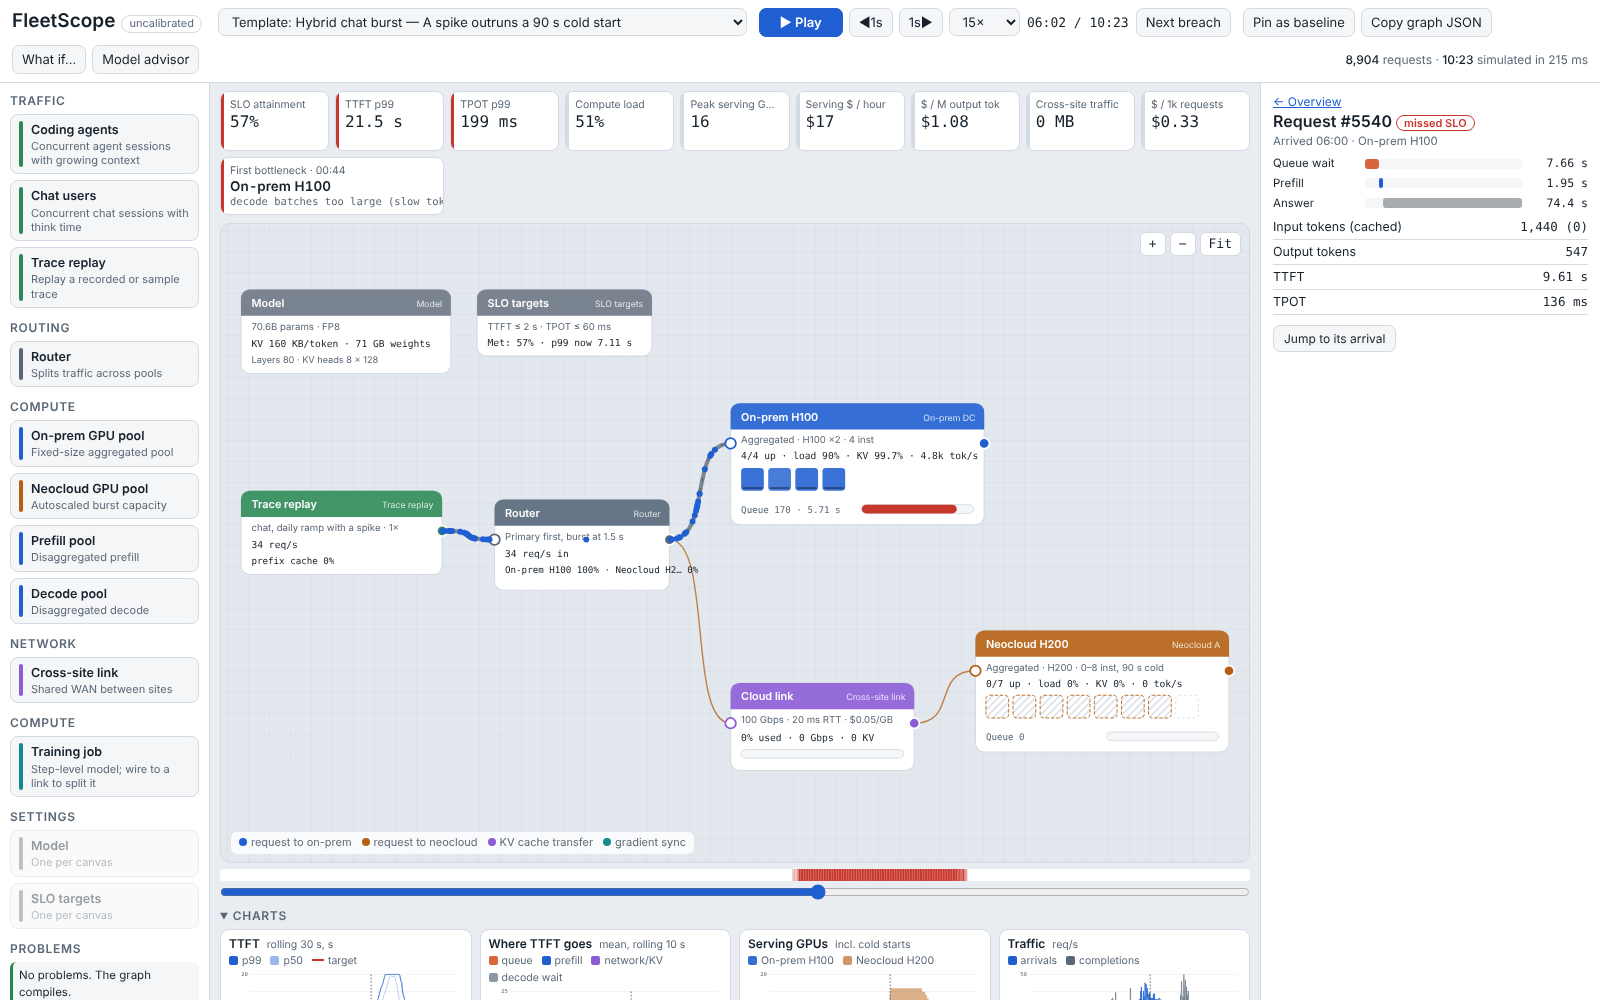 FleetScope uncalibrated
Template: Hybrid chat burst — A spike outruns a 90 s cold start
▶ Play
◀1s
1s▶
15×
06:02 / 10:23
Next breach
Pin as baseline
Copy graph JSON
What if...
Model advisor
8,904 requests · 10:23 simulated in 215 ms
TRAFFIC
Coding agents
Concurrent agent sessions
with growing context
Chat users
Concurrent chat sessions with
think time
Trace replay
Replay a recorded or sample
trace
ROUTING
Router
Splits traffic across pools
COMPUTE
On-prem GPU pool
Fixed-size aggregated pool
Neocloud GPU pool
Autoscaled burst capacity
Prefill pool
Disaggregated prefill
Decode pool
Disaggregated decode
NETWORK
Cross-site link
Shared WAN between sites
COMPUTE
Training job
Step-level model; wire to a
link to split it
SETTINGS
Model
One per canvas
SLO targets
One per canvas
PROBLEMS
No problems. The graph
compiles.
SLO attainment
57%
TTFT p99
21.5 s
TPOT p99
199 ms
Compute load
51%
Peak serving G...
16
Serving $ / hour
$17
$ / M output tok
$1.08
Cross-site traffic
0 MB
$ / 1k requests
$0.33
First bottleneck · 00:44
On-prem H100
decode batches too large (slow tok
+
−
Fit
Model Model
70.6B params · FP8
KV 160 KB/token · 71 GB weights
Layers 80 · KV heads 8 × 128
SLO targets SLO targets
TTFT ≤ 2 s · TPOT ≤ 60 ms
Met: 57% · p99 now 7.11 s
On-prem H100 On-prem DC
Aggregated · H100 ×2 · 4 inst
4/4 up · load 90% · KV 99.7% · 4.8k tok/s
Queue 170 · 5.71 s
Trace replay Trace replay
chat, daily ramp with a spike · 1×
34 req/s
prefix cache 0%
Router Router
Primary first, burst at 1.5 s
34 req/s in
On-prem H100 100% · Neocloud H2… 0%
Neocloud H200 Neocloud A
Aggregated · H200 · 0–8 inst, 90 s cold
0/7 up · load 0% · KV 0% · 0 tok/s
Queue 0
Cloud link Cross-site link
100 Gbps · 20 ms RTT · $0.05/GB
0% used · 0 Gbps · 0 KV
request to on-prem request to neocloud KV cache transfer gradient sync
▼ CHARTS
TTFT rolling 30 s, s
p99 p50 target
20
Where TTFT goes mean, rolling 10 s
queue prefill network/KV
decode wait
25
Serving GPUs incl. cold starts
On-prem H100 Neocloud H200
20
Traffic req/s
arrivals completions
50
← Overview
Request #5540 missed SLO
Arrived 06:00 · On-prem H100
Queue wait 7.66 s
Prefill 1.95 s
Answer 74.4 s
Input tokens (cached) 1,440 (0)
Output tokens 547
TTFT 9.61 s
TPOT 136 ms
Jump to its arrival